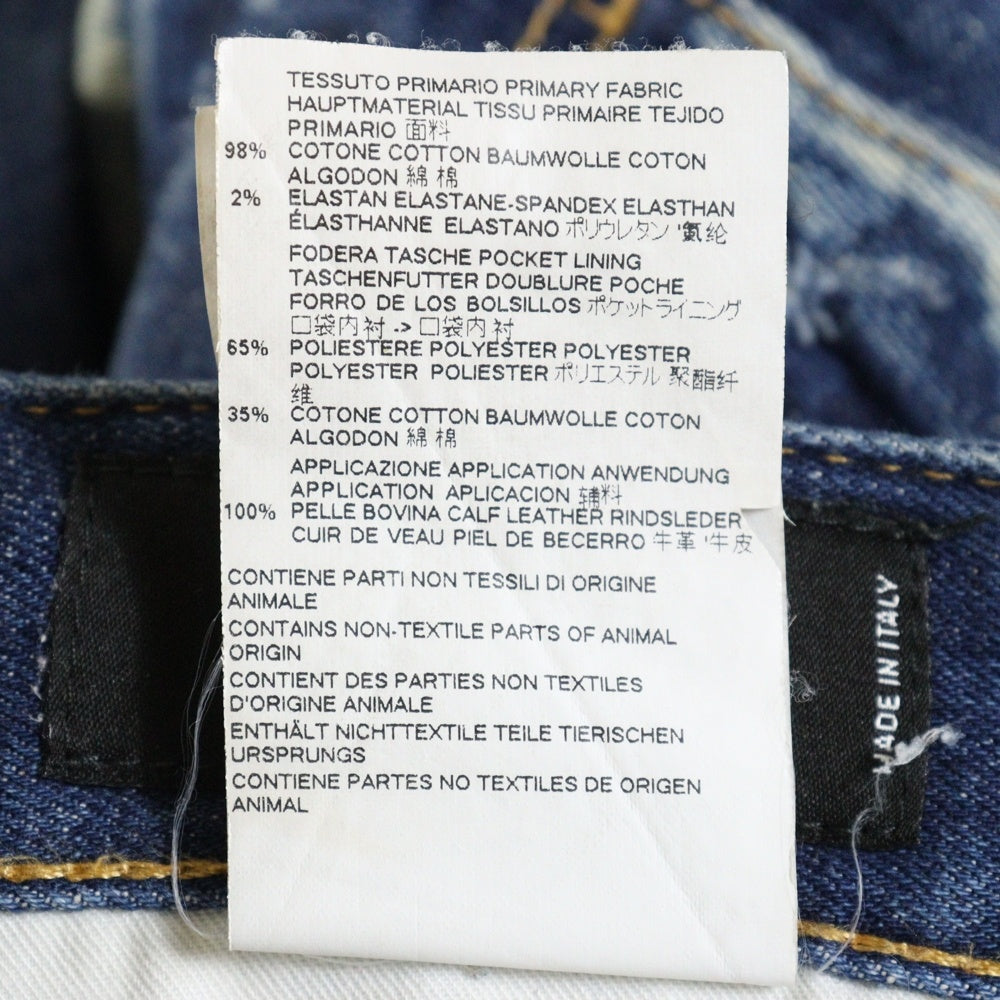 TESSUTO PRIMARIO PRIMARY FABRIC
HAUPTMATERIAL TISSU PRIMAIRE TEJIDO
PRIMARIO 面料
98% COTONE COTTON BAUMWOLLE COTON
ALGODON 綿 棉
2% ELASTAN ELASTANE-SPANDEX ELASTHAN
ÉLASTHANNE ELASTANO ポリウレタン '氨纶
FODERA TASCHE POCKET LINING
TASCHENFUTTER DOUBLURE POCHE
FORRO DE LOS BOLSILLOS ポケットライニング
口袋内衬 -> 口袋内衬
65% POLIESTERE POLYESTER POLYESTER
POLYESTER POLIESTER ポリエステル 聚酯纤
维
35% COTONE COTTON BAUMWOLLE COTON
ALGODON 綿 棉
APPLICAZIONE APPLICATION ANWENDUNG
APPLICATION APLICACION 辅料
100% PELLE BOVINA CALF LEATHER RINDSLEDER
CUIR DE VEAU PIEL DE BECERRO 牛革 '牛皮
CONTIENE PARTI NON TESSILI DI ORIGINE
ANIMALE
CONTAINS NON-TEXTILE PARTS OF ANIMAL
ORIGIN
CONTIENT DES PARTIES NON TEXTILES
D'ORIGINE ANIMALE
ENTHÄLT NICHTTEXTILE TEILE TIERISCHEN
URSPRUNGS
CONTIENE PARTES NO TEXTILES DE ORIGEN
ANIMAL
MADE IN ITALY